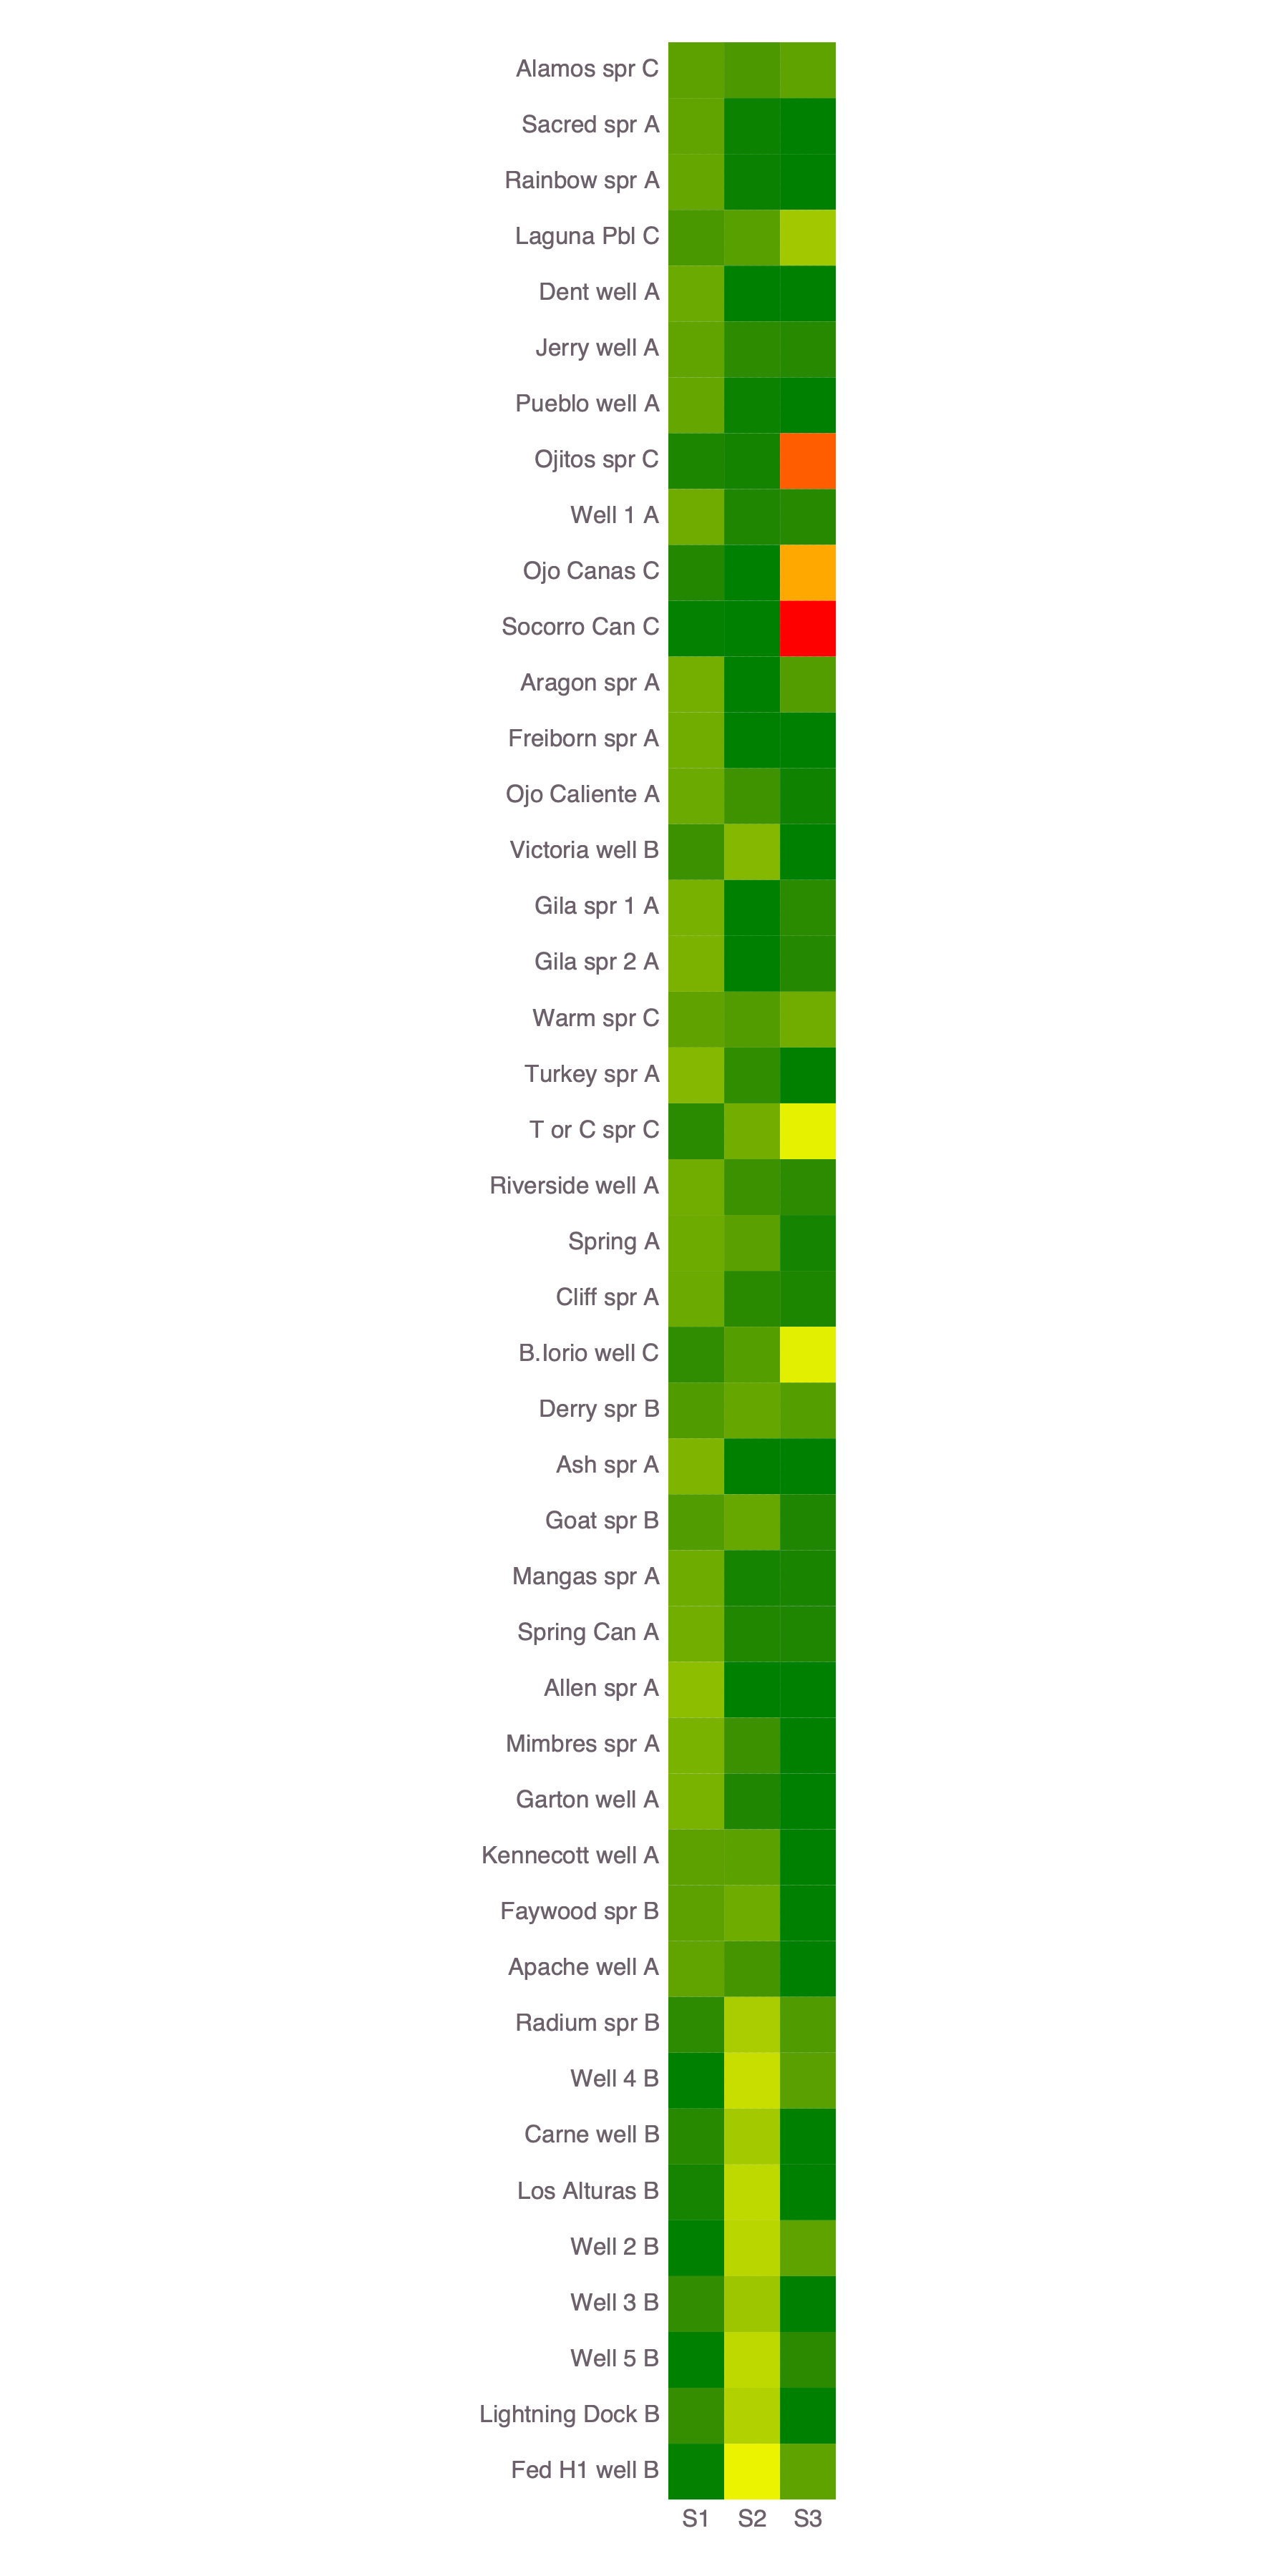 Alamos spr C
Sacred spr A
Rainbow spr A
Laguna Pbl C
Dent well A
Jerry well A
Pueblo well A
Ojitos spr C
Well 1 A
Ojo Canas C
Socorro Can C
Aragon spr A
Freiborn spr A
Ojo Caliente A
Victoria well B
Gila spr 1 A
Gila spr 2 A
Warm spr C
Turkey spr A
T or C spr C
Riverside well A
Spring A
Cliff spr A
B.Iorio well C
Derry spr B
Ash spr A
Goat spr B
Mangas spr A
Spring Can A
Allen spr A
Mimbres spr A
Garton well A
Kennecott well A
Faywood spr B
Apache well A
Radium spr B
Well 4 B
Carne well B
Los Alturas B
Well 2 B
Well 3 B
Well 5 B
Lightning Dock B
Fed H1 well B
S1 S2 S3